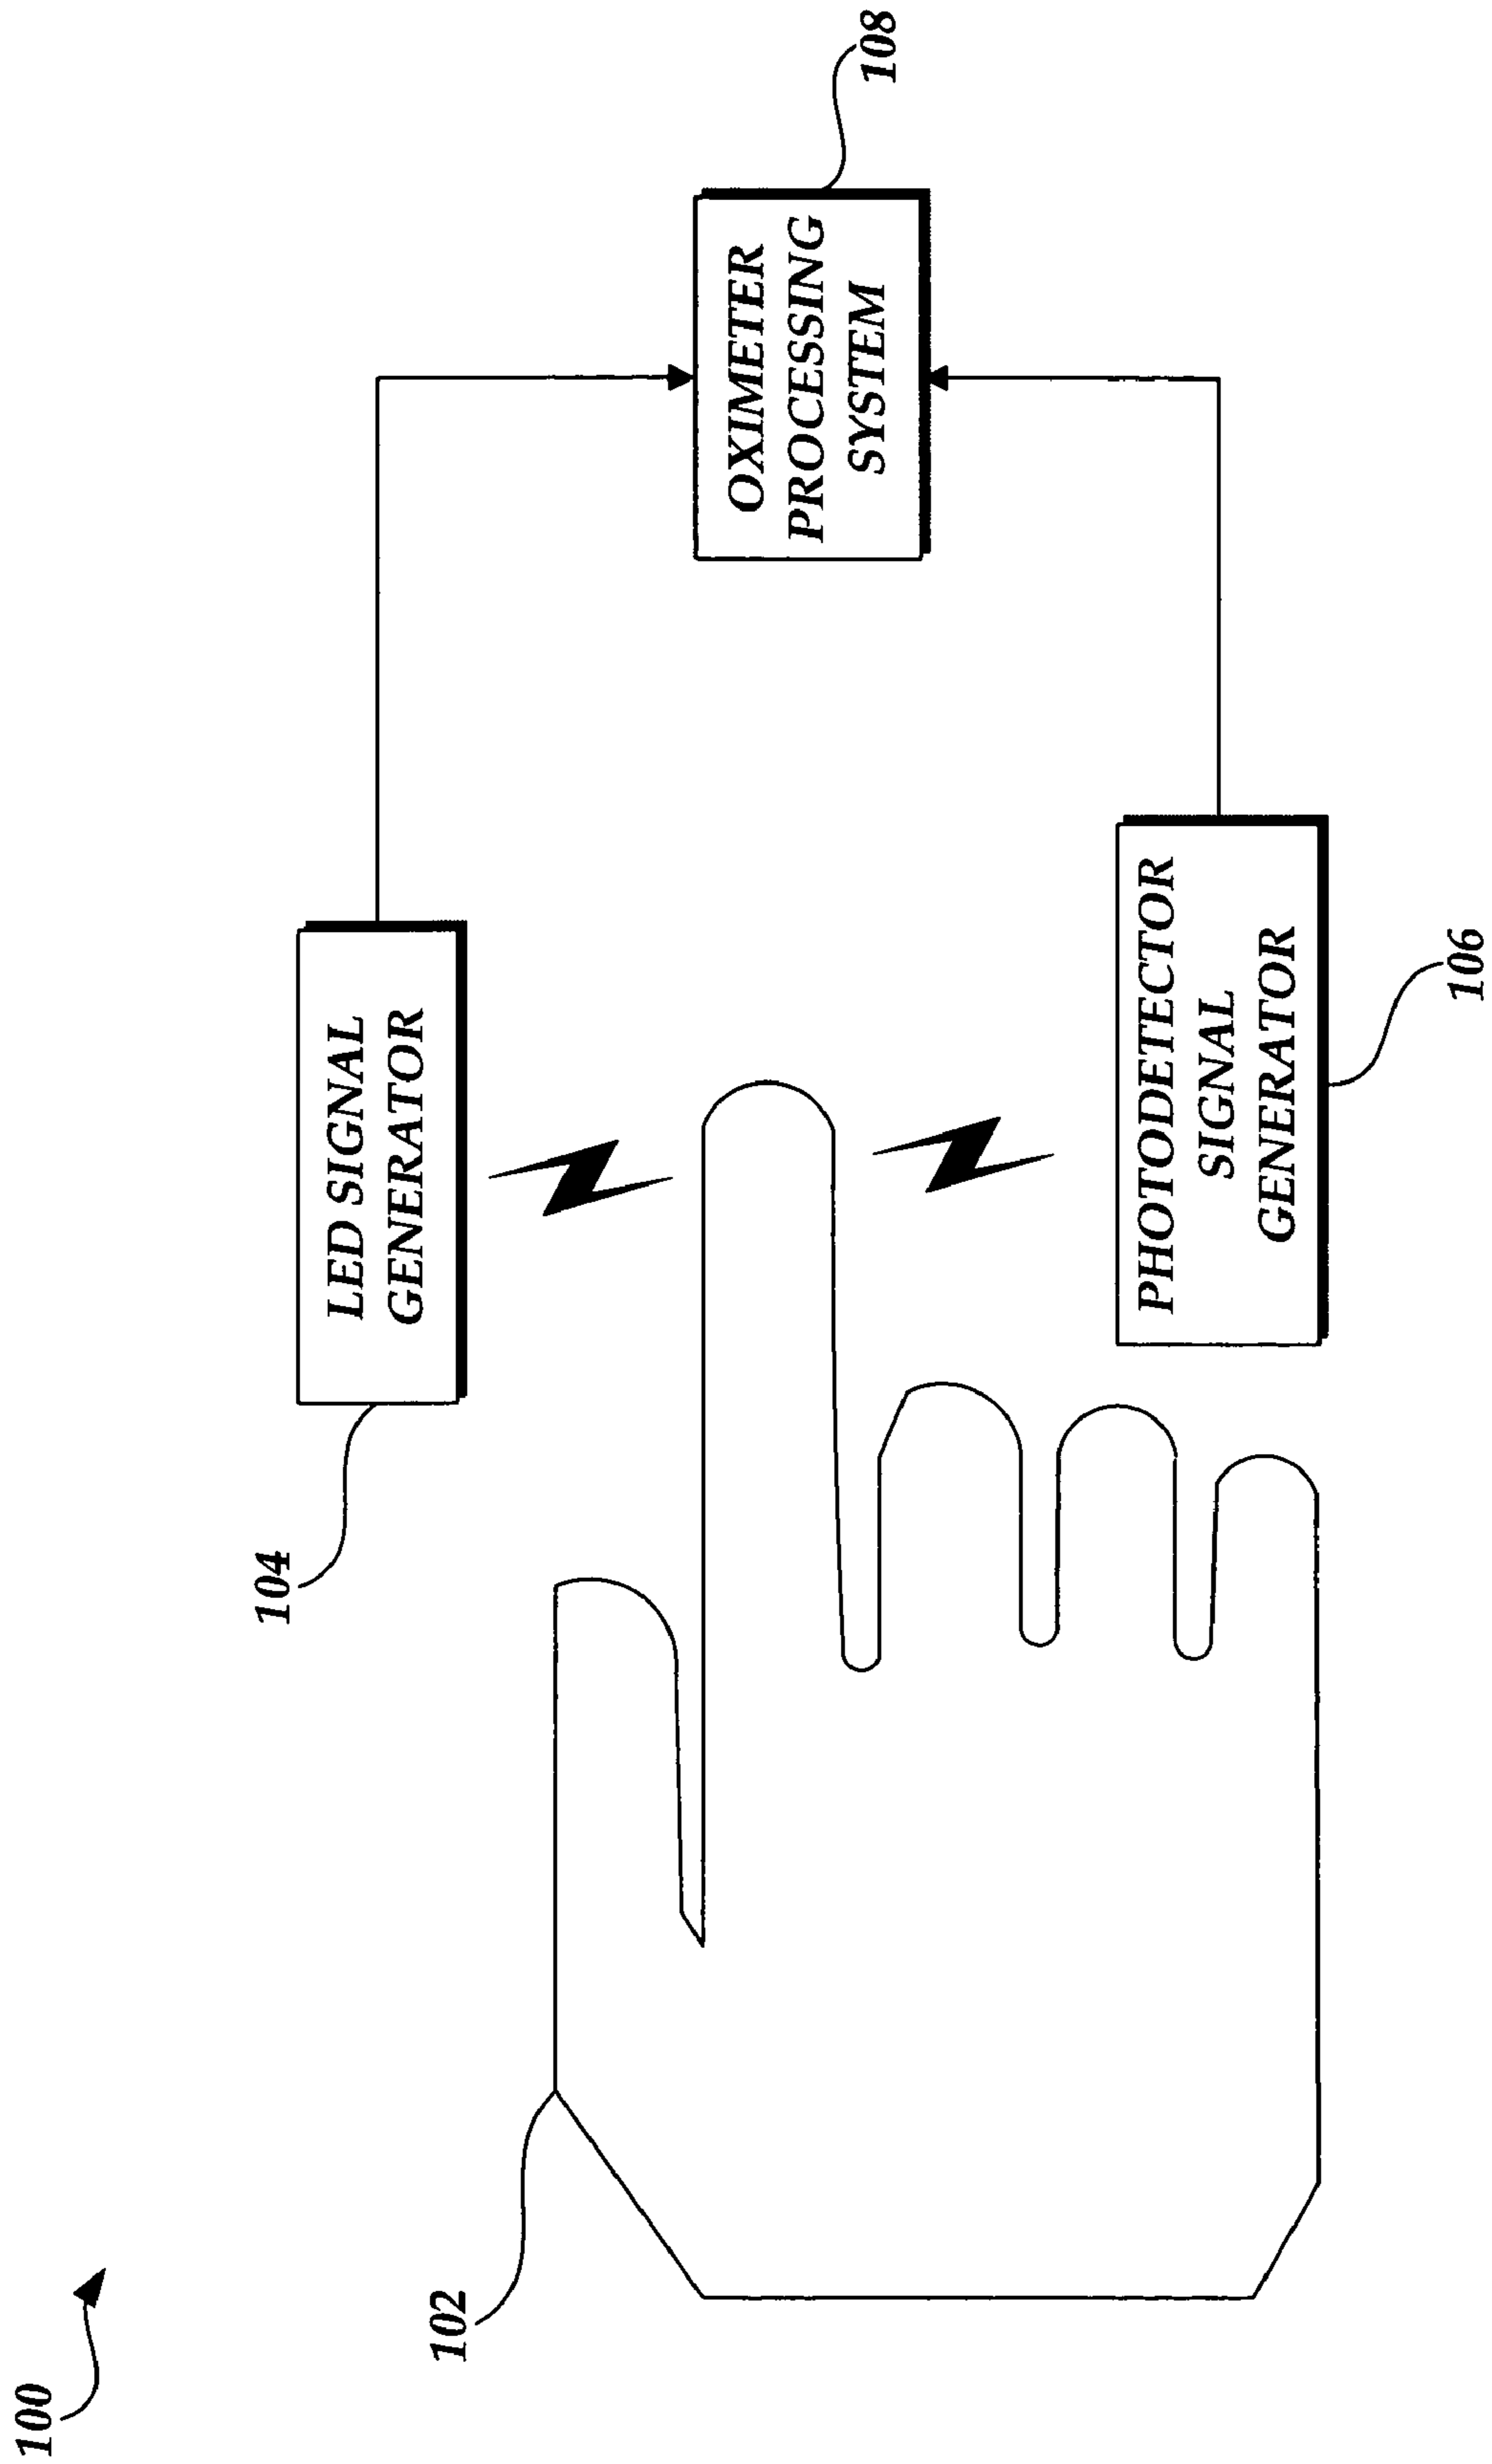 100
102
104
LED SIGNAL
GENERATOR
OXIMETER
PROCESSING
SYSTEM
108
PHOTODETECTOR
SIGNAL
GENERATOR
106